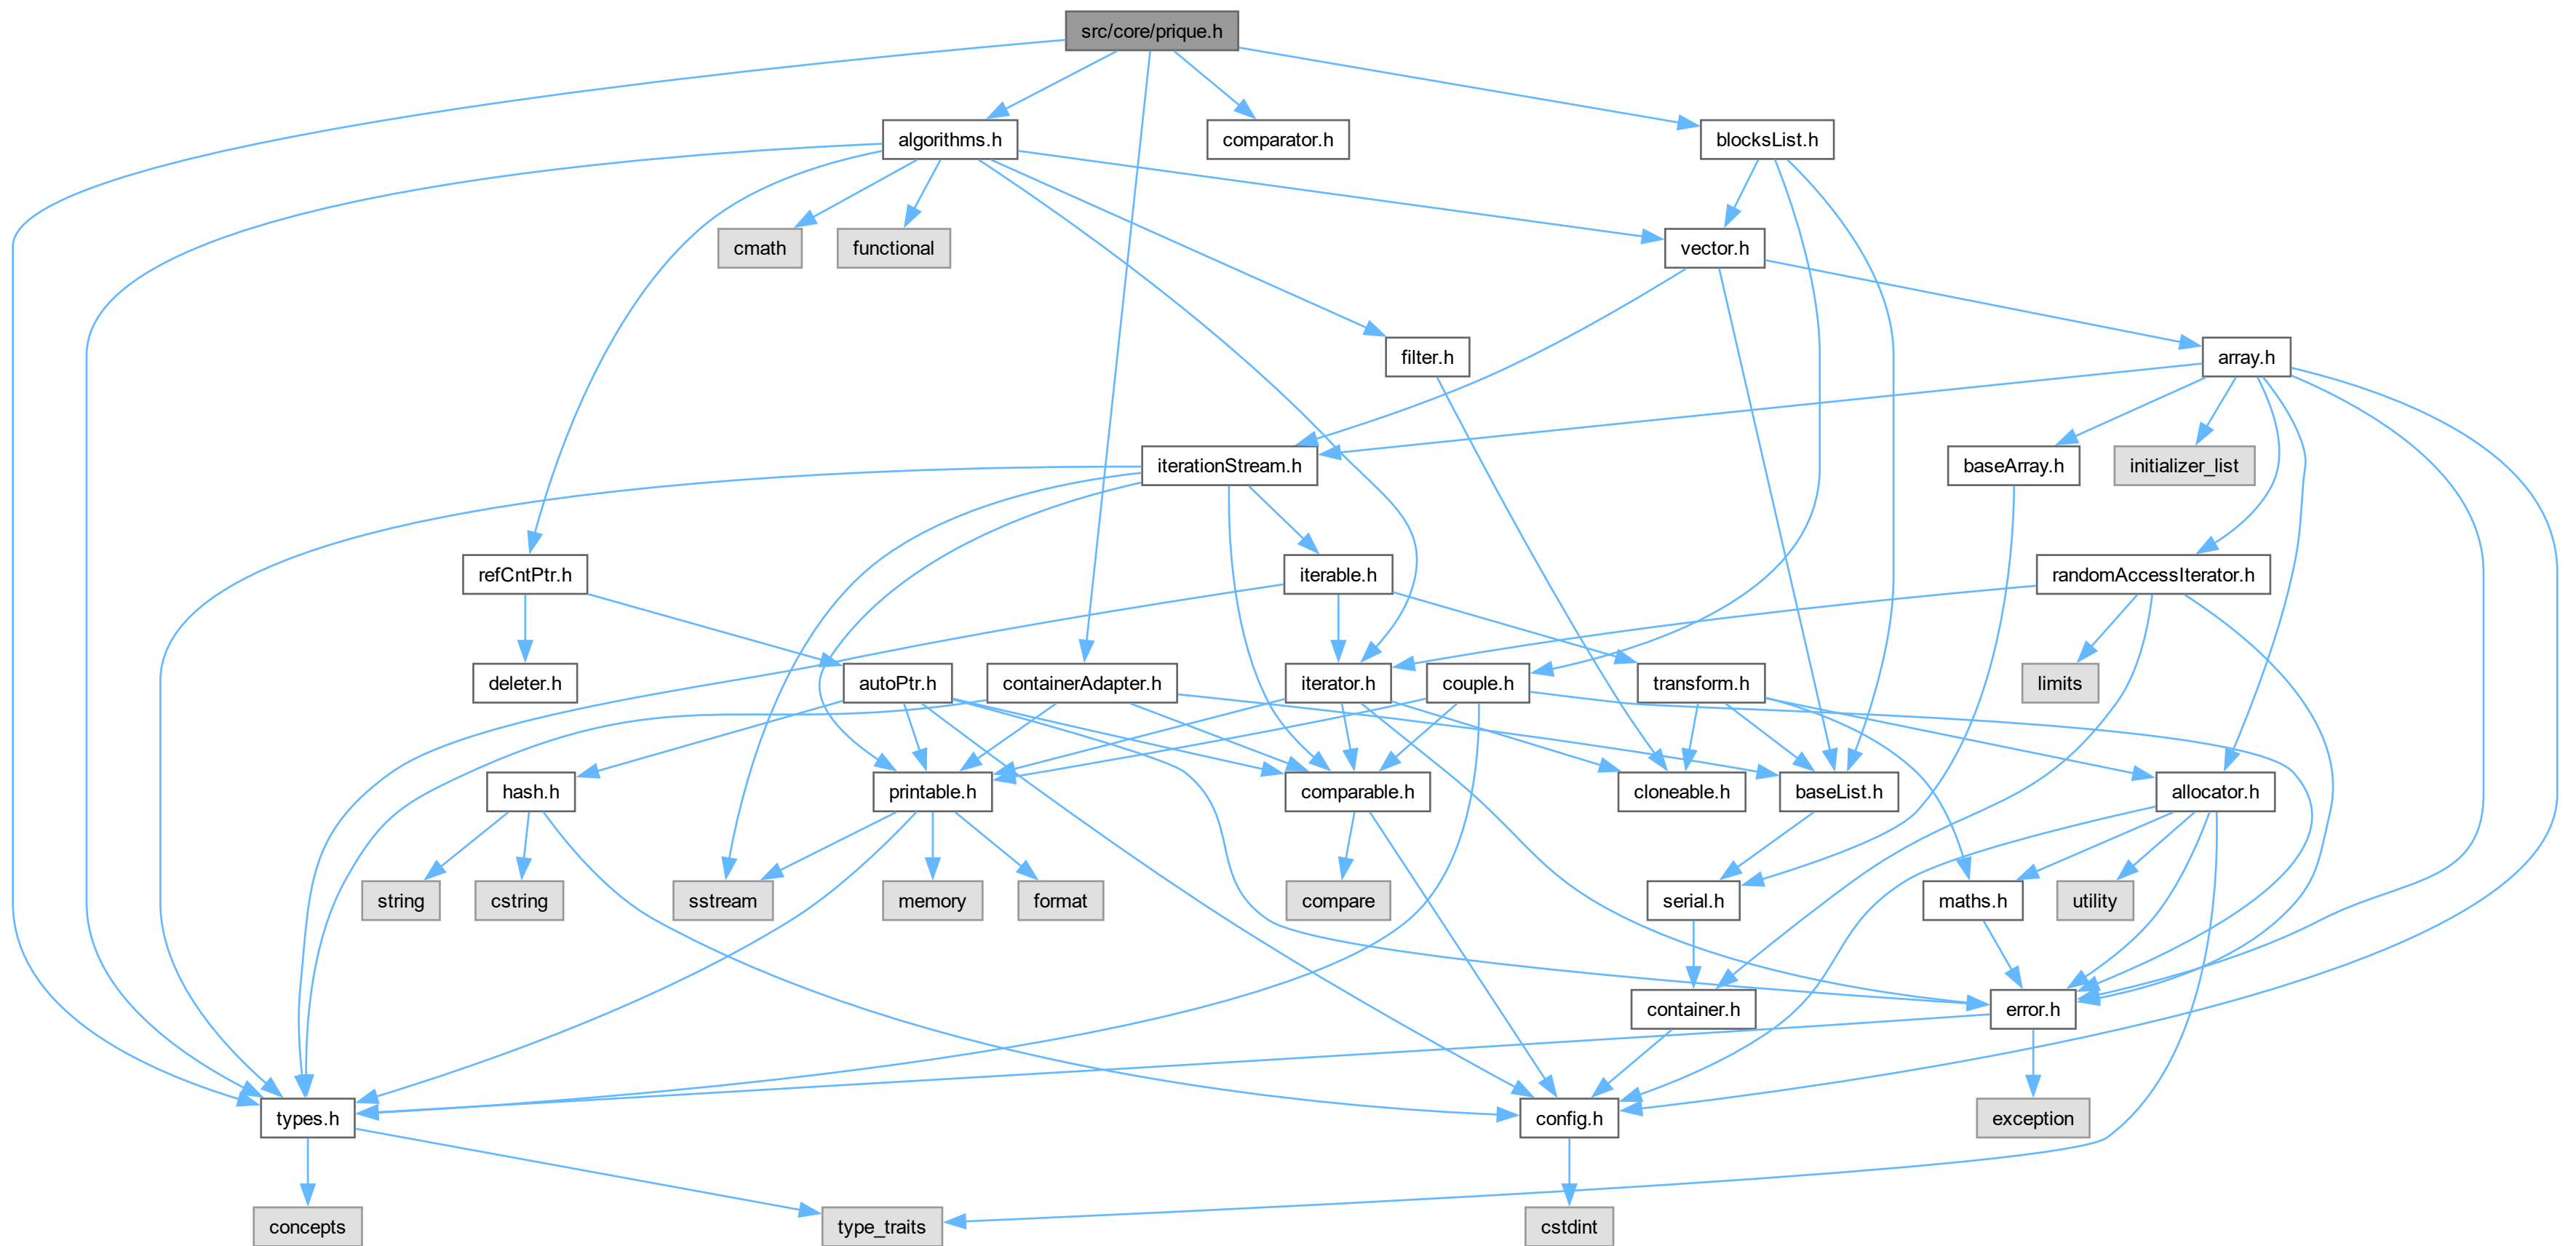 src/core/prique.h
algorithms.h
comparator.h
blocksList.h
cmath
functional
vector.h
filter.h
array.h
iterationStream.h
baseArray.h
initializer_list
refCntPtr.h
iterable.h
randomAccessIterator.h
deleter.h
autoPtr.h
containerAdapter.h
iterator.h
couple.h
transform.h
limits
hash.h
printable.h
comparable.h
cloneable.h
baseList.h
allocator.h
string
cstring
sstream
memory
format
compare
serial.h
maths.h
utility
container.h
error.h
types.h
config.h
exception
concepts
type_traits
cstdint